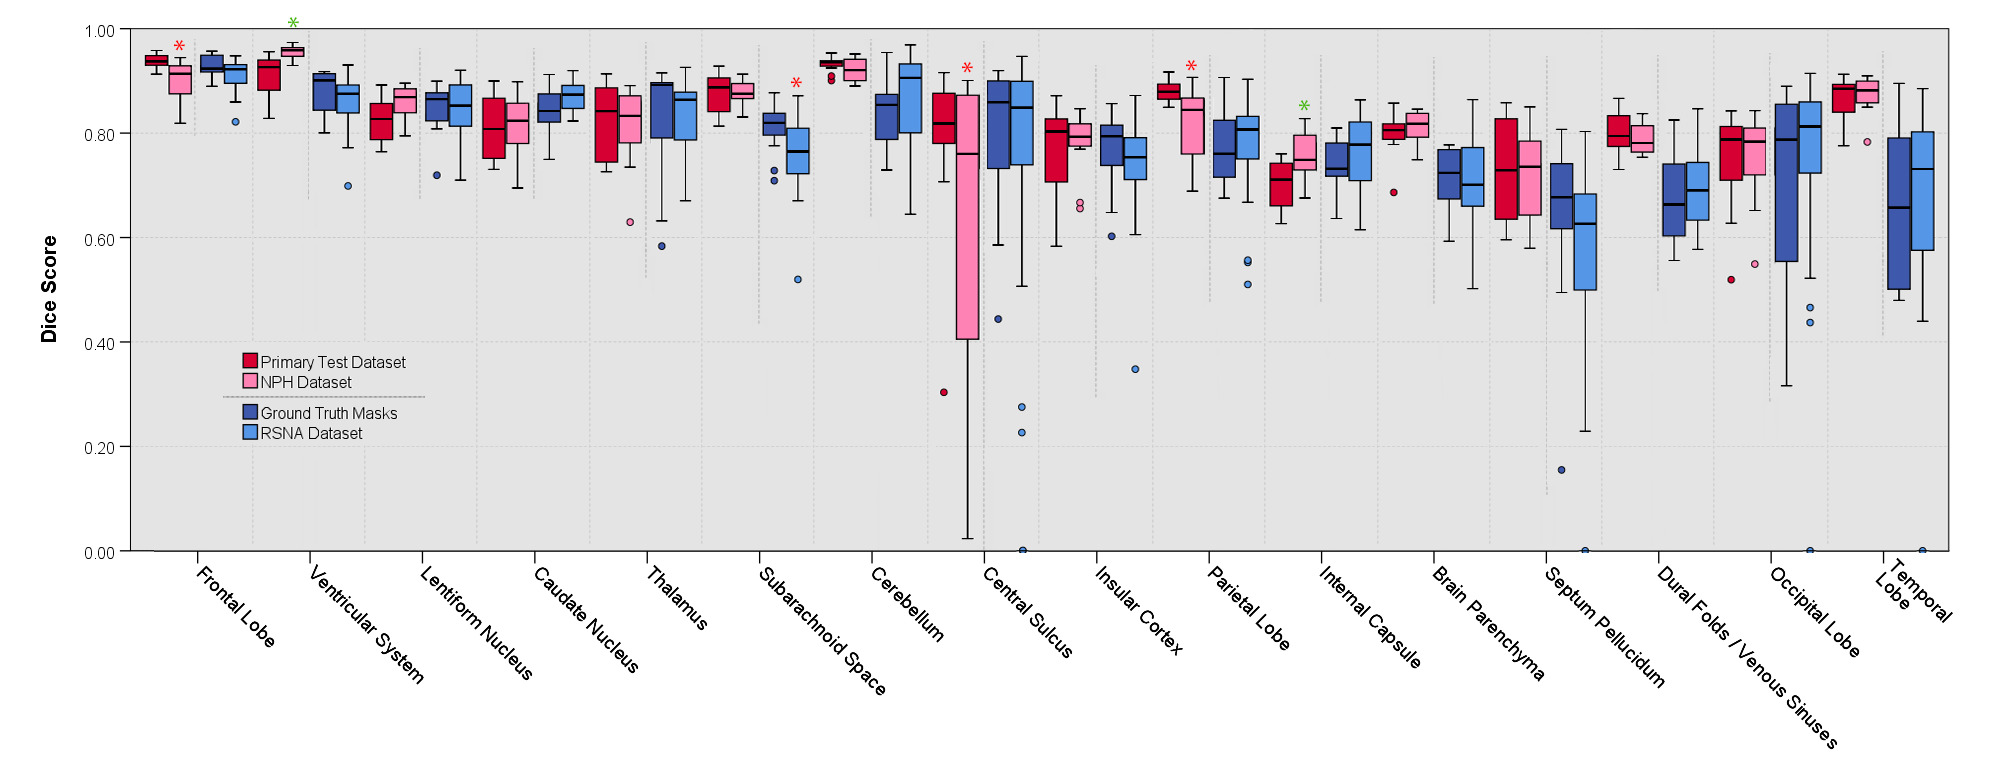 1.00
0.80
0.60
0.40
0.20
0.00
Dice Score
*
*
*
*
*
*
Primary Test Dataset
NPH Dataset
Ground Truth Masks
RSNA Dataset
Frontal Lobe
Ventricular System
Lentiform Nucleus
Caudate Nucleus
Thalamus
Subarachnoid Space
Cerebellum
Central Sulcus
Insular Cortex
Parietal Lobe
Internal Capsule
Brain Parenchyma
Septum Pellucidum
Dural Folds / Venous Sinuses
Occipital Lobe
Temporal
Lobe